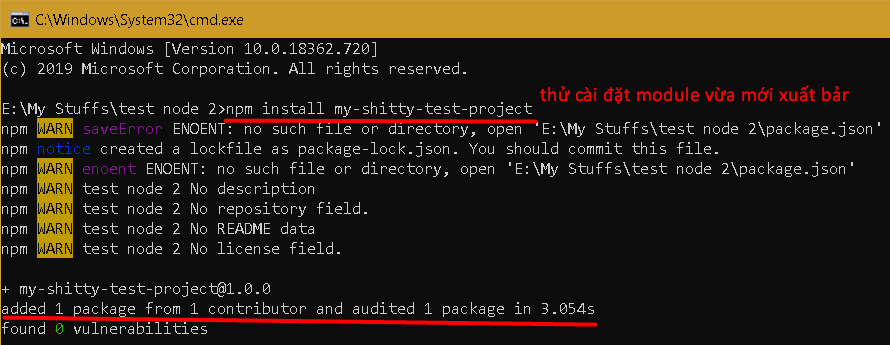 C:\Windows\System32\cmd.exe
Microsoft Windows [Version 10.0.18362.720]
(c) 2019 Microsoft Corporation. All rights reserved.
E:\My Stuffs\test node 2>npm install my-shitty-test-project thử cài đặt module vừa mới xuất bản
npm WARN saveError ENOENT: no such file or directory, open 'E:\My Stuffs\test node 2\package.json'
npm notice created a lockfile as package-lock.json. You should commit this file.
npm WARN enoent ENOENT: no such file or directory, open 'E:\My Stuffs\test node 2\package.json'
npm WARN test node 2 No description
npm WARN test node 2 No repository field.
npm WARN test node 2 No README data
npm WARN test node 2 No license field.
+ my-shitty-test-project@1.0.0
added 1 package from 1 contributor and audited 1 package in 3.054s
found 0 vulnerabilities